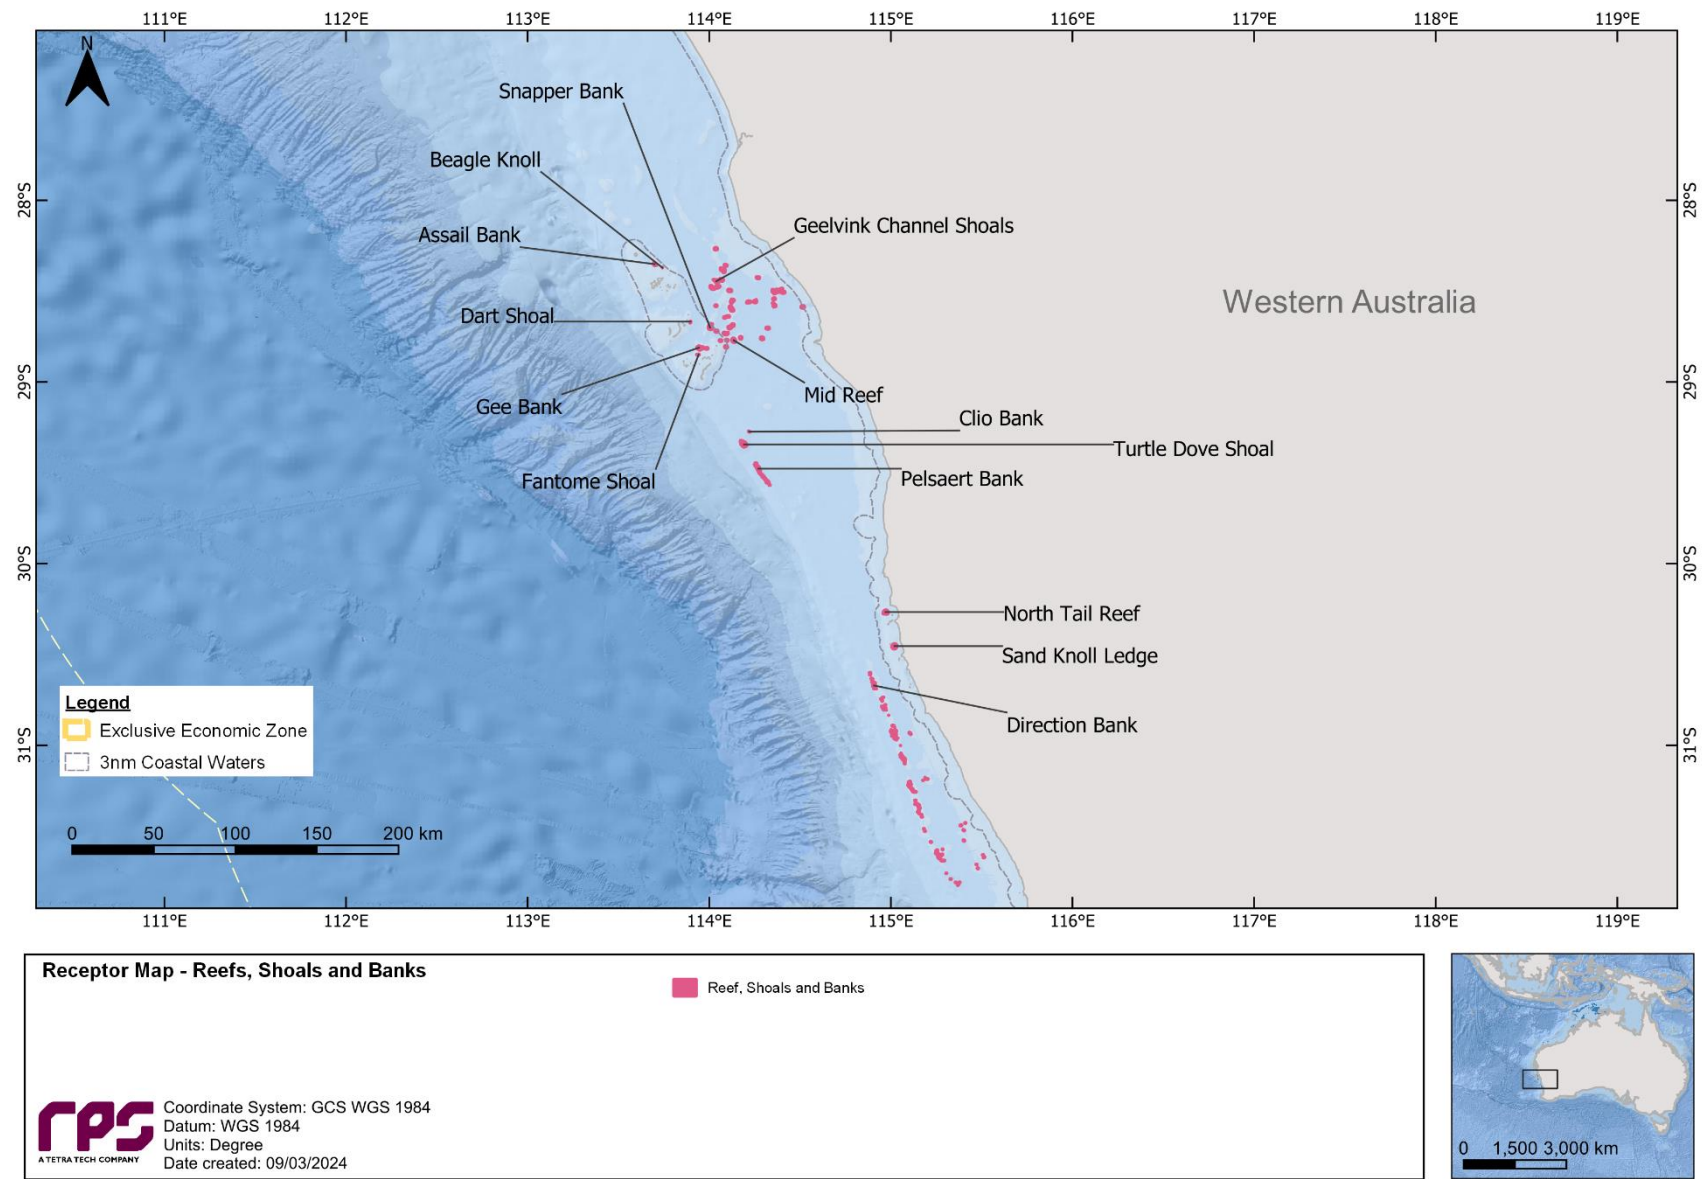 111°E 112°E 113°E 114°E 115°E 116°E 117°E 118°E 119°E
N
Snapper Bank
Beagle Knoll
28°S 28°S
Geelvink Channel Shoals
Assail Bank
Western Australia
Dart Shoal
29°S 29°S
Mid Reef
Gee Bank
Clio Bank
Turtle Dove Shoal
Fantome Shoal
Pelsaert Bank
30°S 30°S
North Tail Reef
Sand Knoll Ledge
Direction Bank
31°S 31°S
Legend
Exclusive Economic Zone
3nm Coastal Waters
0 50 100 150 200 km
111°E 112°E 113°E 114°E 115°E 116°E 117°E 118°E 119°E
Receptor Map - Reefs, Shoals and Banks
Reef, Shoals and Banks
rps
A TETRA TECH COMPANY
Coordinate System: GCS WGS 1984
Datum: WGS 1984
Units: Degree
Date created: 09/03/2024
0 1,500 3,000 km